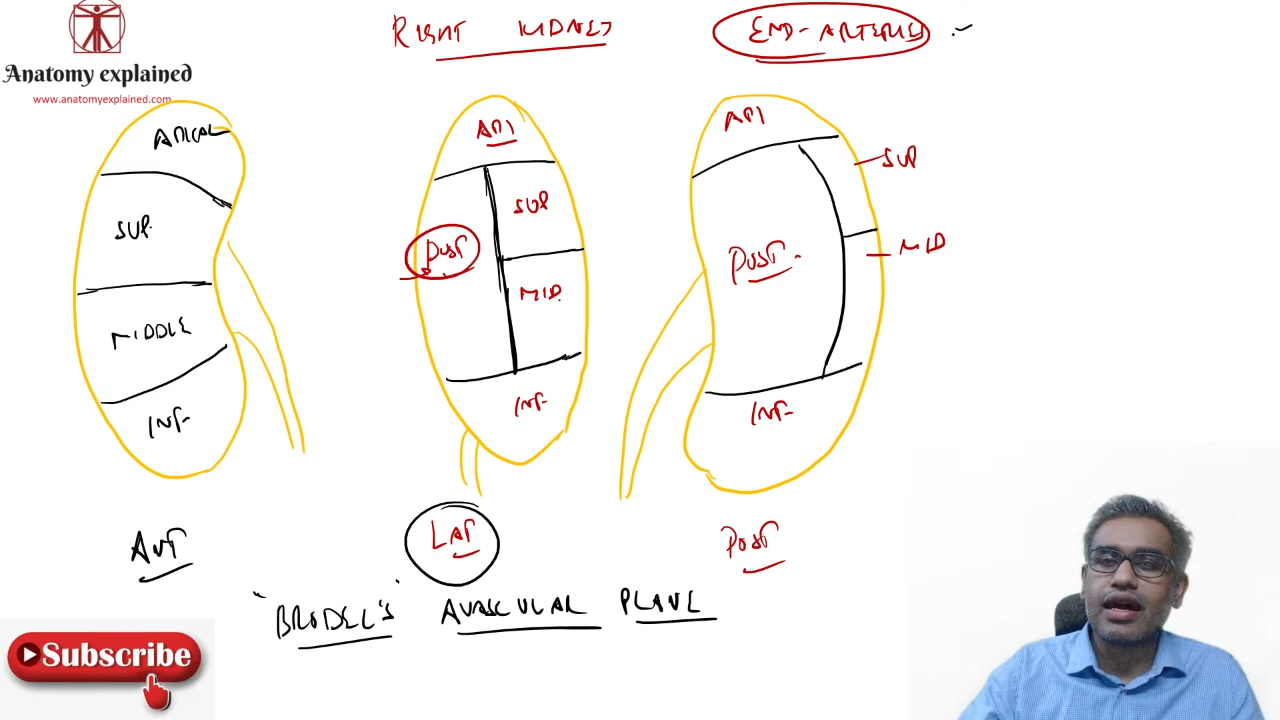 RIGHT KIDNEY
END-ARTERIES
Anatomy explained
www.anatomyexplained.com
APICAL
SUP.
MIDDLE
INF
API
SUP
POST
MID.
INF
API
SUP
MID
POST.
INF
ANT
LAT
POST
"BRODEL'S" AVASCULAR PLANE
Subscribe